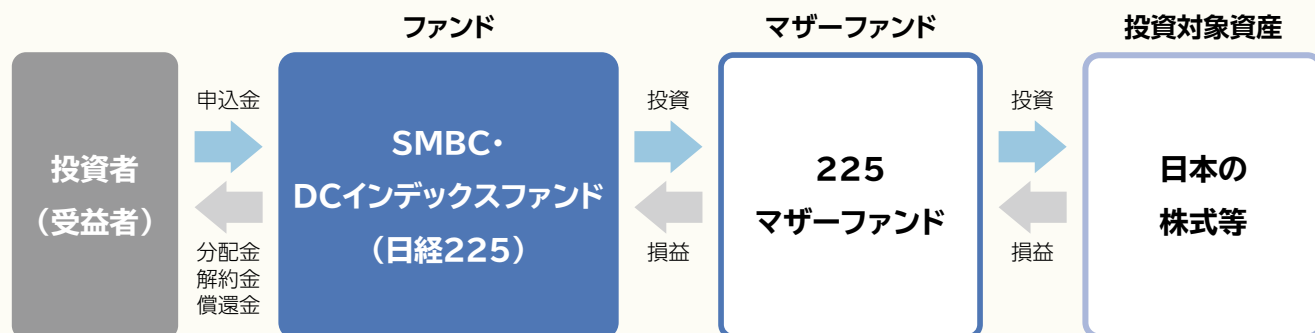 ファンド
マザーファンド
投資対象資産
投資者
（受益者）
申込金
分配金
解約金
償還金
SMBC・
DCインデックスファンド
（日経225）
投資
損益
225
マザーファンド
投資
損益
日本の
株式等